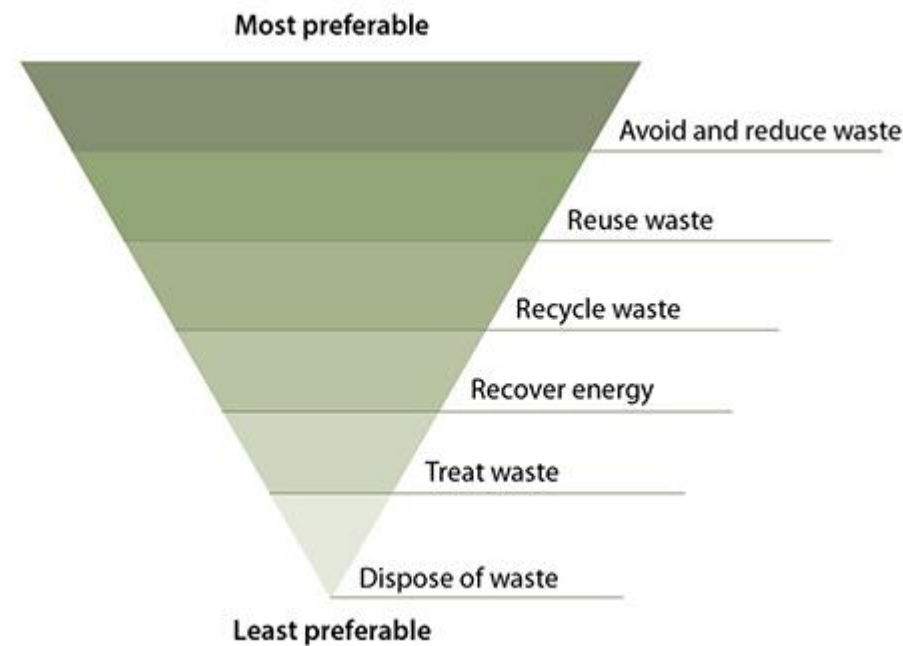 Most preferable
Avoid and reduce waste
Reuse waste
Recycle waste
Recover energy
Treat waste
Dispose of waste
Least preferable